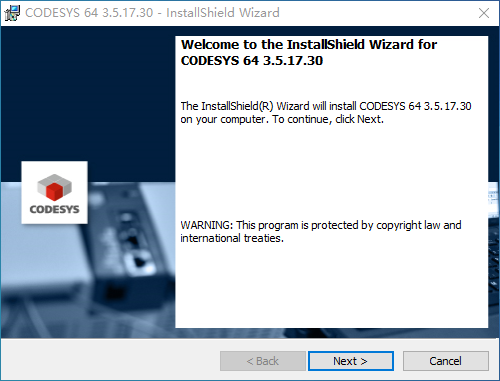 CODESYS 64 3.5.17.30 - InstallShield Wizard
Welcome to the InstallShield Wizard for
CODESYS 64 3.5.17.30
The InstallShield(R) Wizard will install CODESYS 64 3.5.17.30
on your computer. To continue, click Next.
CODESYS
WARNING: This program is protected by copyright law and
international treaties.
< Back
Next >
Cancel